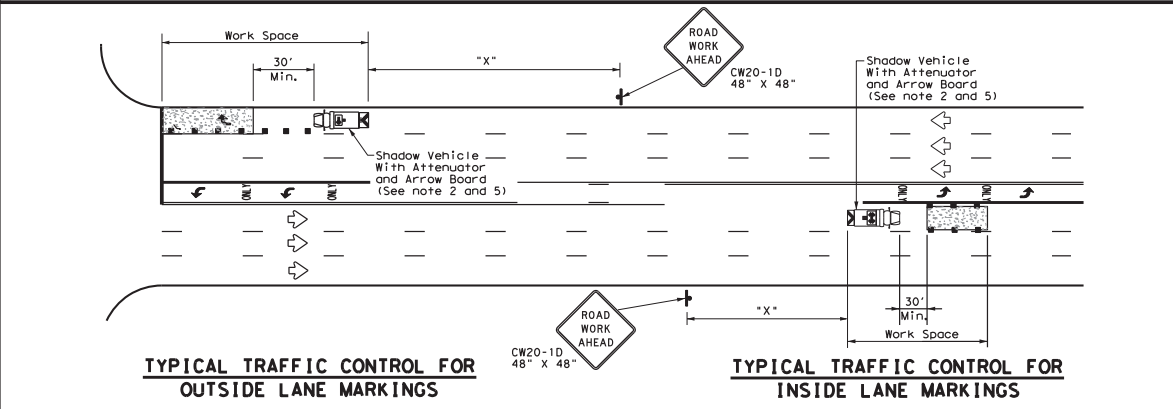 Work Space
30'
Min.
"X"
ROAD
WORK
AHEAD
CW20-1D
48" X 48"
Shadow Vehicle
With Attenuator
and Arrow Board
(See note 2 and 5)
Shadow Vehicle
With Attenuator
and Arrow Board
(See note 2 and 5)
ONLY
ONLY
ONLY
ONLY
ROAD
WORK
AHEAD
CW20-1D
48" X 48"
"X"
30'
Min.
Work Space
TYPICAL TRAFFIC CONTROL FOR
OUTSIDE LANE MARKINGS
TYPICAL TRAFFIC CONTROL FOR
INSIDE LANE MARKINGS